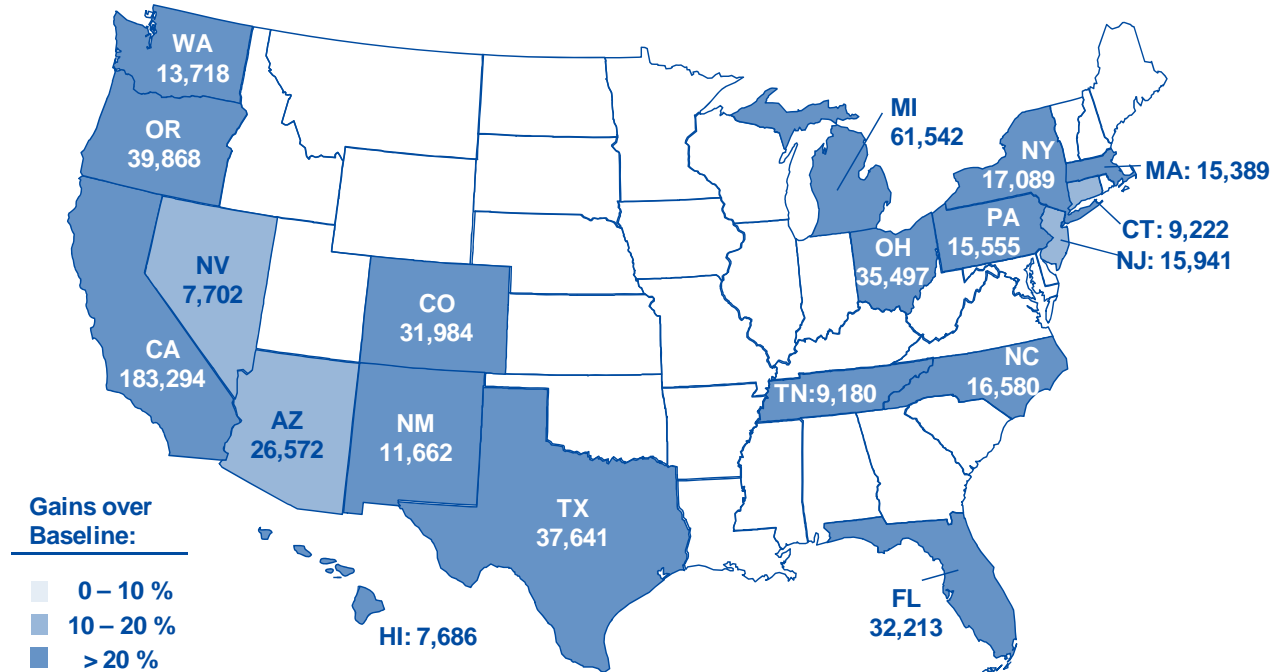 WA
13,718
OR
39,868
MI
61,542
NY
17,089
MA: 15,389
PA
15,555
CT: 9,222
NJ: 15,941
OH
35,497
NV
7,702
CO
31,984
CA
183,294
NC
16,580
TN:9,180
AZ
26,572
NM
11,662
TX
37,641
FL
32,213
HI: 7,686
Gains over
Baseline:
0 – 10 %
10 – 20 %
> 20 %